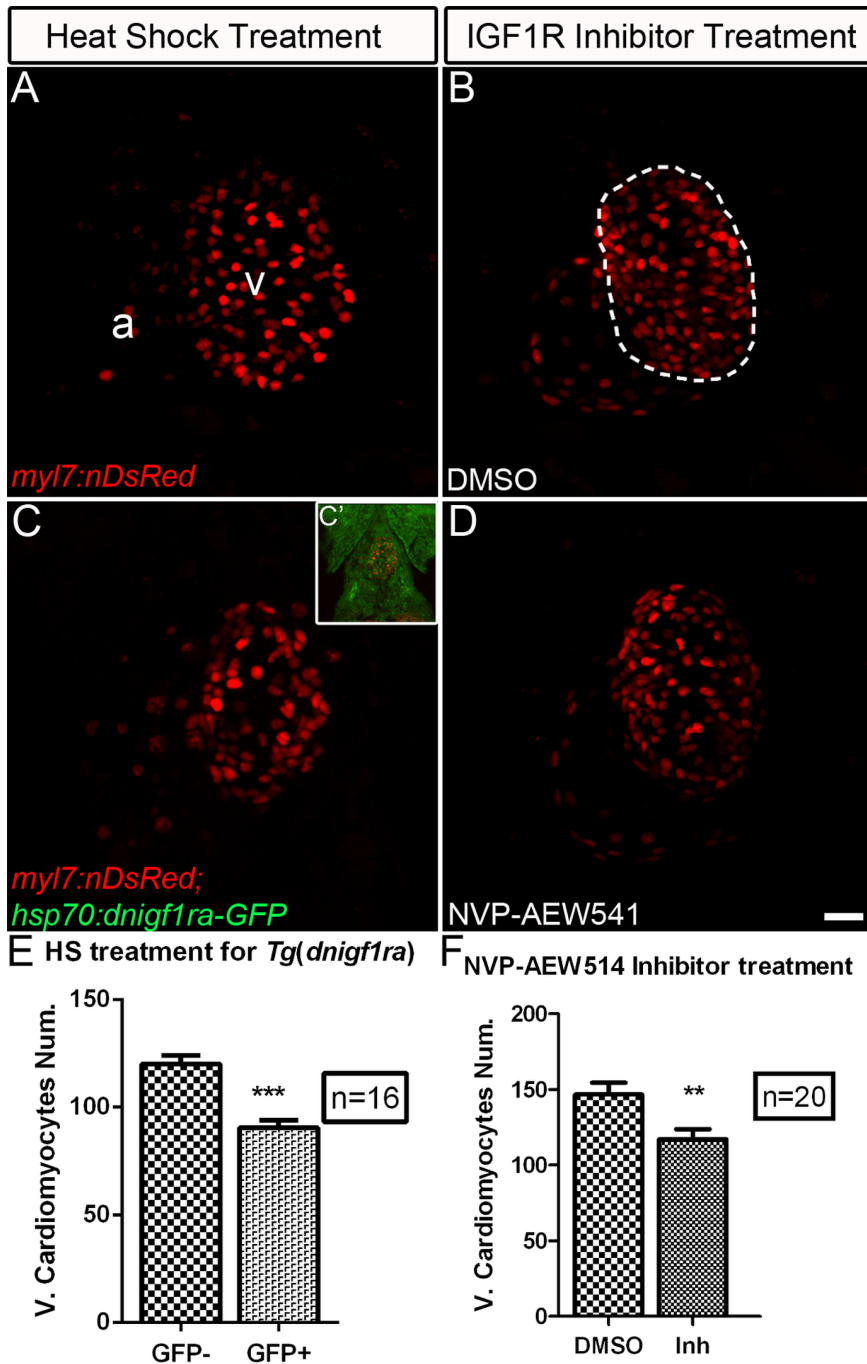 Heat Shock Treatment
IGF1R Inhibitor Treatment
A
v
a
myl7:nDsRed
B
DMSO
C
C'
myl7:nDsRed;
hsp70:dnigf1ra-GFP
D
NVP-AEW541
E HS treatment for Tg(dnigf1ra)
V. Cardiomyocytes Num.
150
100
50
0
***
n=16
GFP-
GFP+
F NVP-AEW514 Inhibitor treatment
V. Cardiomyocytes Num.
200
150
100
50
0
**
n=20
DMSO
Inh